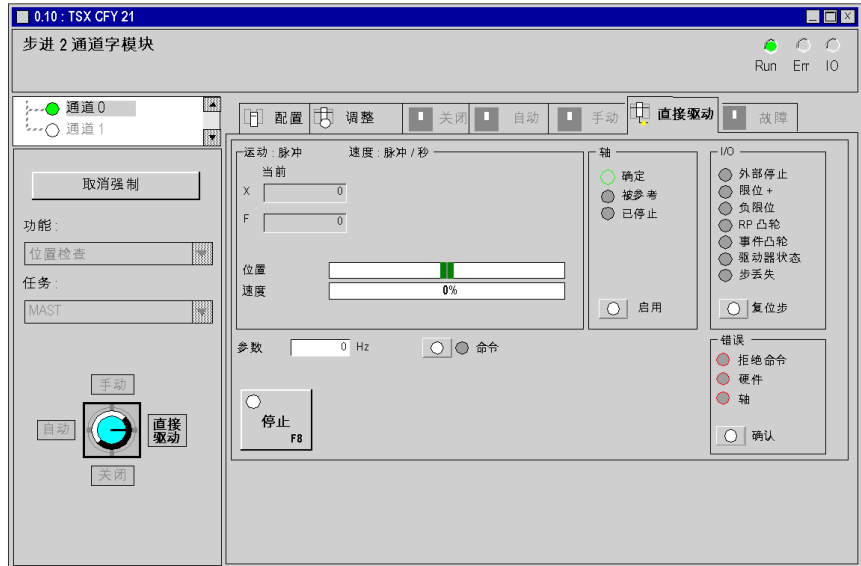 0.10 : TSX CFY 21
步进 2 通道字模块
Run Err IO
通道 0
通道 1
配置 调整 关闭 自动 手动 直接驱动 故障
取消强制
功能 :
位置检查
任务 :
MAST
手动
自动
直接
驱动
关闭
运动 : 脉冲 速度 : 脉冲 / 秒
当前
X 0
F 0
位置
速度 0%
轴
确定
被参考
已停止
启用
I/O
外部停止
限位 +
负限位
RP 凸轮
事件凸轮
驱动器状态
步丢失
复位步
参数 0 Hz 命令
停止
F8
错误
拒绝命令
硬件
轴
确认